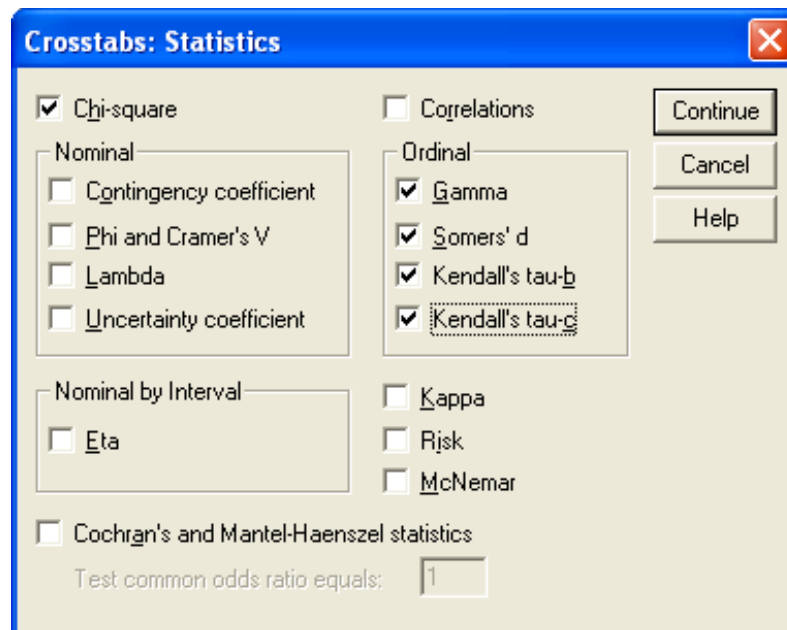 Crosstabs: Statistics
Chi-square
Correlations
Continue
Nominal
Ordinal
Cancel
Contingency coefficient
Gamma
Help
Phi and Cramer's V
Somers' d
Lambda
Kendall's tau-b
Uncertainty coefficient
Kendall's tau-c
Nominal by Interval
Kappa
Eta
Risk
McNemar
Cochran's and Mantel-Haenszel statistics
Test common odds ratio equals: 1